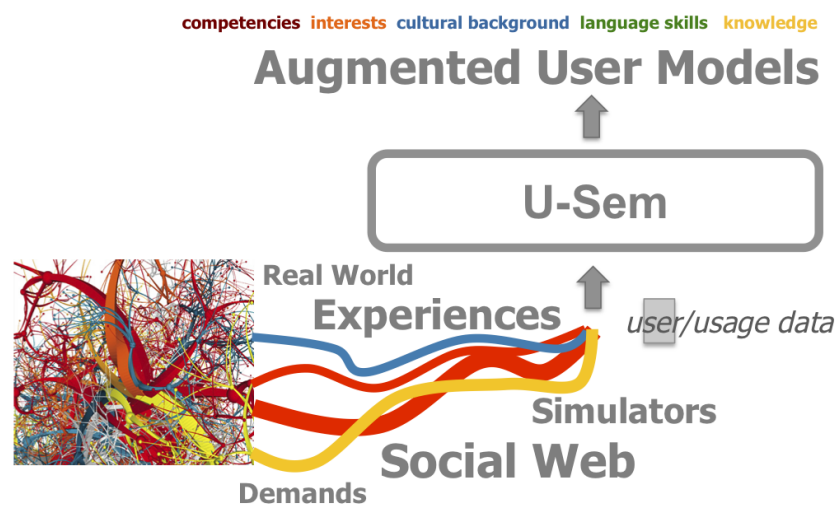 competencies interests cultural background language skills knowledge
Augmented User Models
U-Sem
Real World
Experiences
user/usage data
Simulators
Social Web
Demands